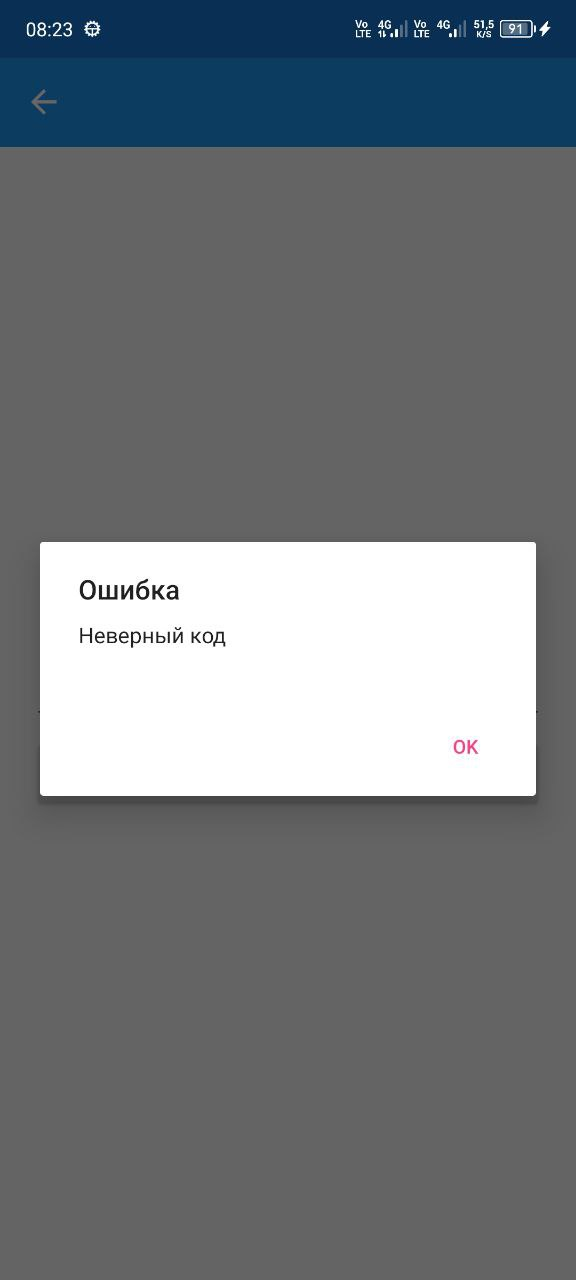 08:23
Vo LTE 4G Vo LTE 4G 51,5 K/S 91
Ошибка
Неверный код
OK